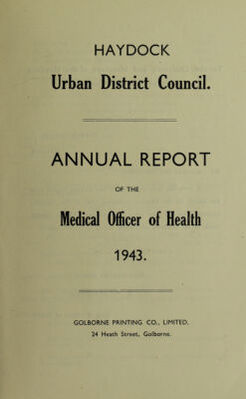 HAYDOCK
Urban District Council.
ANNUAL REPORT
OF THE
Medical Officer of Health
1943.
GOLBORNE PRINTING CO., LIMITED.
24 Heath Street, Golborne.